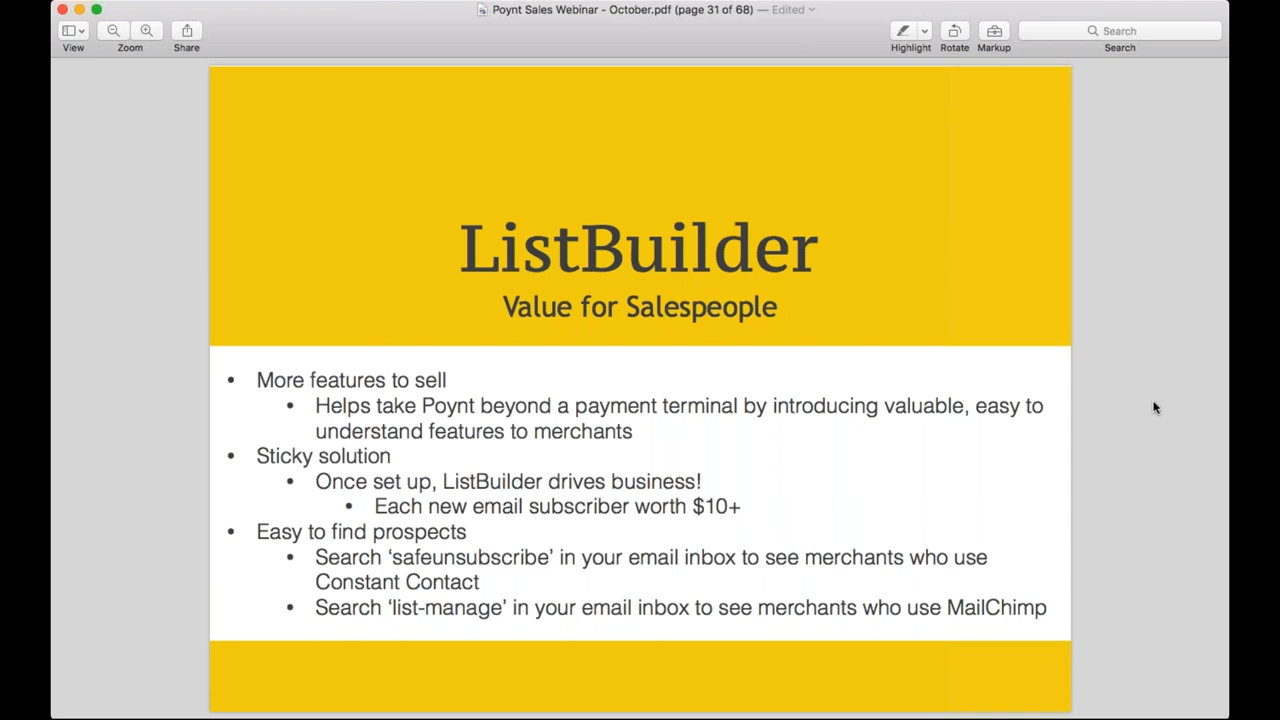 Poynt Sales Webinar - October.pdf (page 31 of 68) — Edited
View
Zoom
Share
Highlight
Rotate
Markup
Search
Search
ListBuilder
Value for Salespeople
• More features to sell
• Helps take Poynt beyond a payment terminal by introducing valuable, easy to
understand features to merchants
• Sticky solution
• Once set up, ListBuilder drives business!
• Each new email subscriber worth $10+
• Easy to find prospects
• Search ‘safeunsubscribe’ in your email inbox to see merchants who use
Constant Contact
• Search ‘list-manage’ in your email inbox to see merchants who use MailChimp